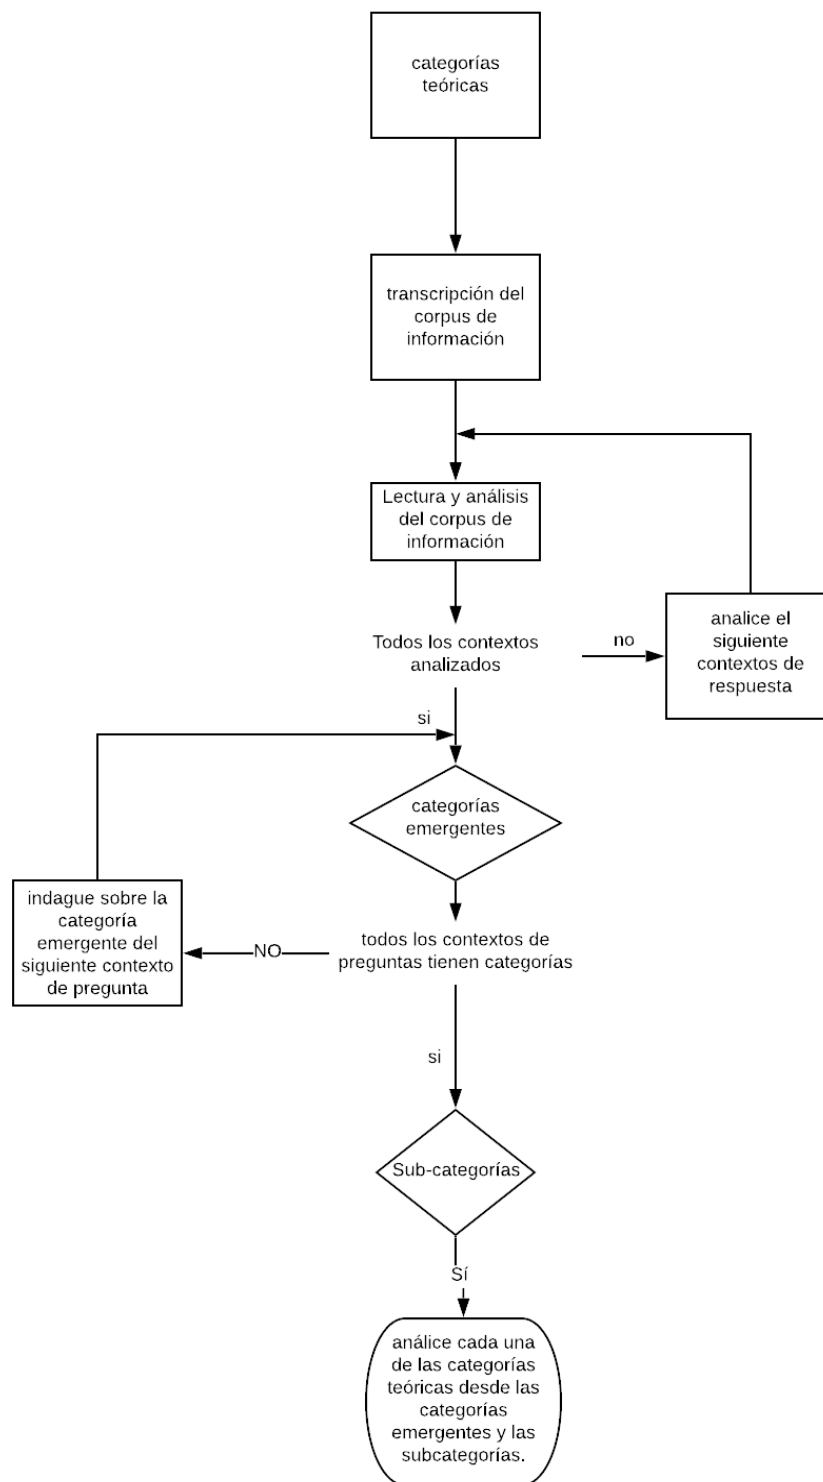 categorías
teóricas
transcripción del
corpus de
información
Lectura y análisis
del corpus de
información
Todos los contextos
analizados
no
analice el
siguiente
contextos de
respuesta
si
categorías
emergentes
indague sobre la
categoría
emergente del
siguiente contexto
de pregunta
NO
todos los contextos de
preguntas tienen categorías
si
Sub-categorías
Sí
análice cada una
de las categorías
teóricas desde las
categorías
emergentes y las
subcategorías.